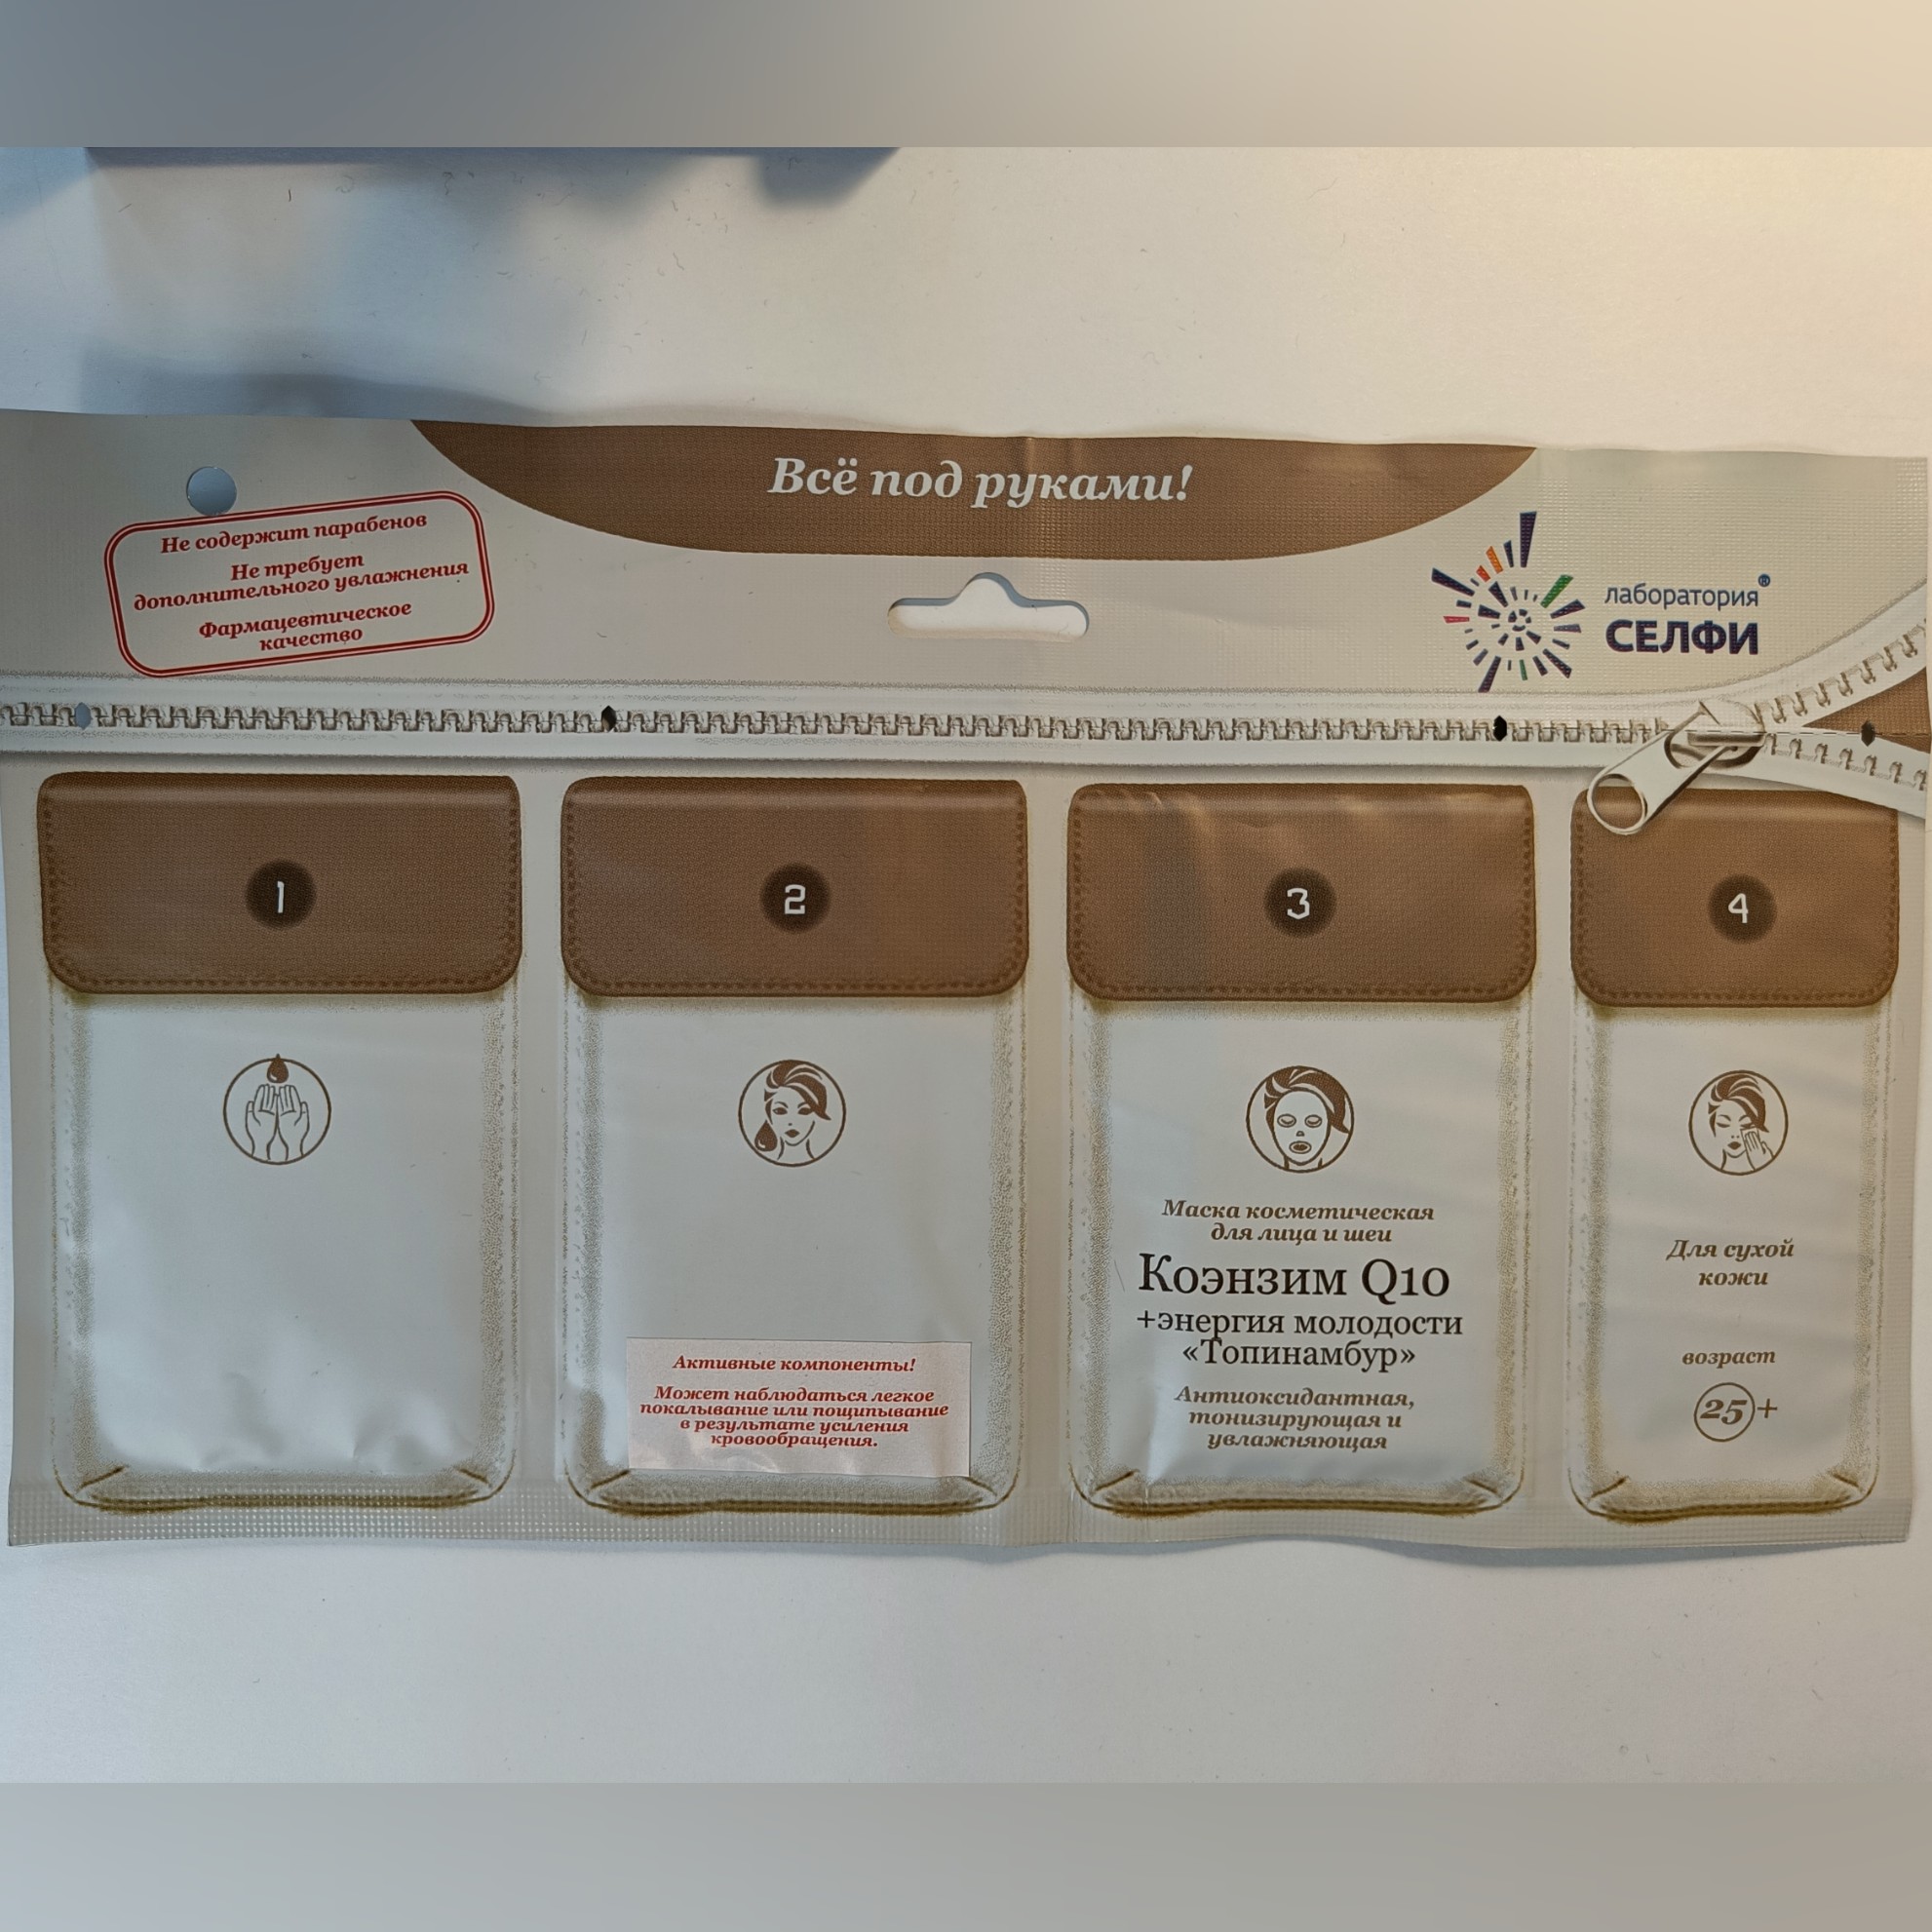 Всё под руками!
Не содержит парабенов
Не требует
дополнительного увлажнения
Фармацевтическое
качество
лаборатория®
СЕЛФИ
1
2
3
4
Активные компоненты!
Может наблюдаться легкое
покалывание или пощипывание
в результате усиления
кровообращения.
Маска косметическая
для лица и шеи
Коэнзим Q10
+энергия молодости
«Топинамбур»
Антиоксидантная,
тонизирующая и
увлажняющая
Для сухой
кожи
возраст
25+